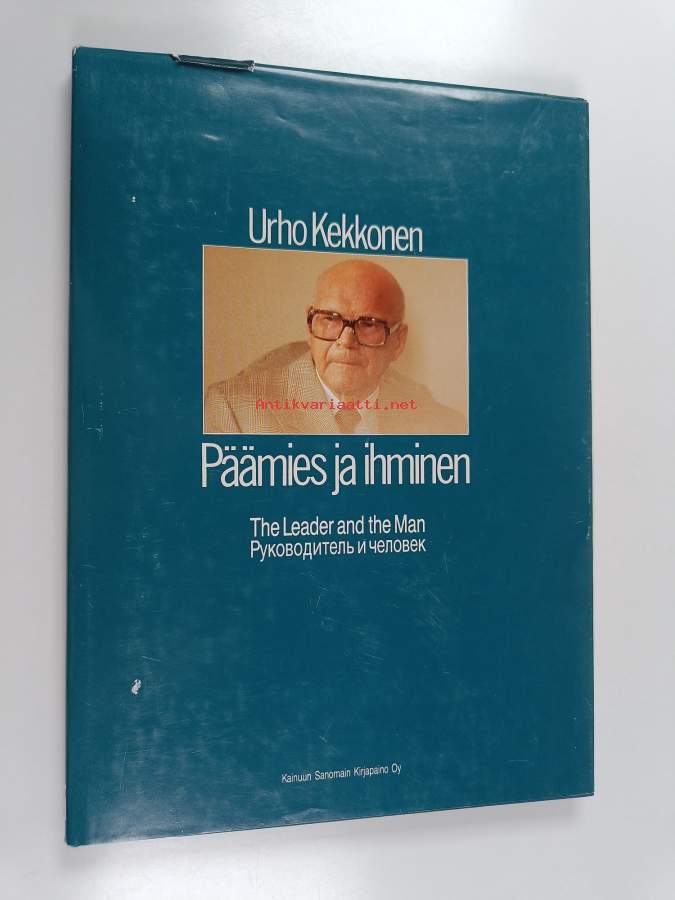 Urho Kekkonen
Antikvariaatti.net
Päämies ja ihminen
The Leader and the Man
Руководитель и человек
Kainuun Sanomain Kirjapaino Oy